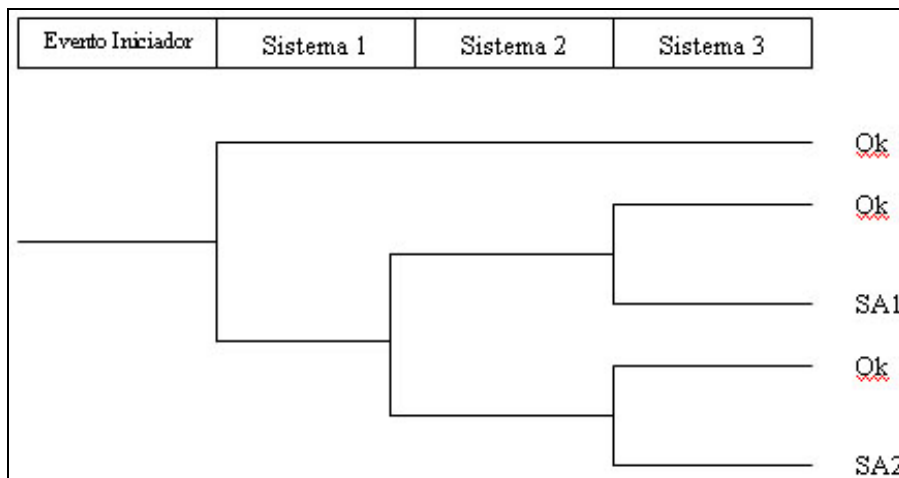 Evento Iniciador Sistema 1 Sistema 2 Sistema 3
Ok
Ok
SA1
Ok
SA2